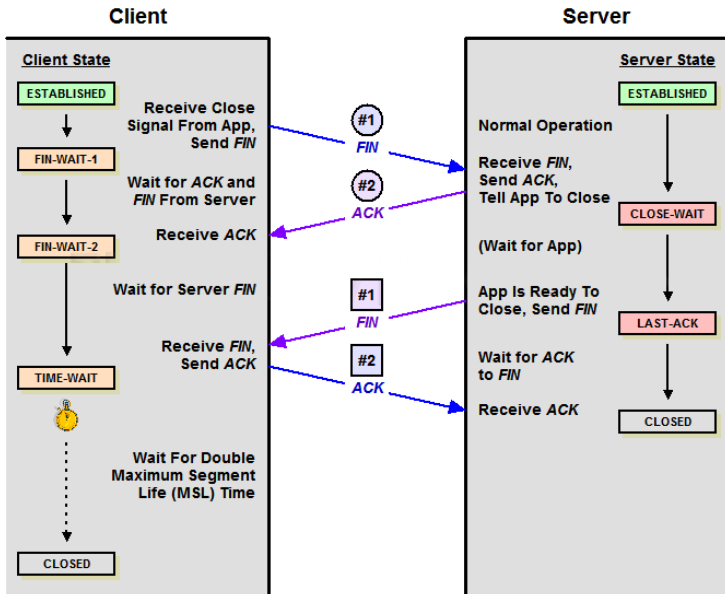 Client
Server
Client State
ESTABLISHED
Receive Close
Signal From App,
Send FIN
FIN-WAIT-1
Wait for ACK and
FIN From Server
Receive ACK
FIN-WAIT-2
Wait for Server FIN
Receive FIN,
Send ACK
TIME-WAIT
Wait For Double
Maximum Segment
Life (MSL) Time
CLOSED
#1
FIN
#2
ACK
#1
FIN
#2
ACK
Server State
ESTABLISHED
Normal Operation
Receive FIN,
Send ACK,
Tell App To Close
CLOSE-WAIT
(Wait for App)
App Is Ready To
Close, Send FIN
LAST-ACK
Wait for ACK
to FIN
Receive ACK
CLOSED